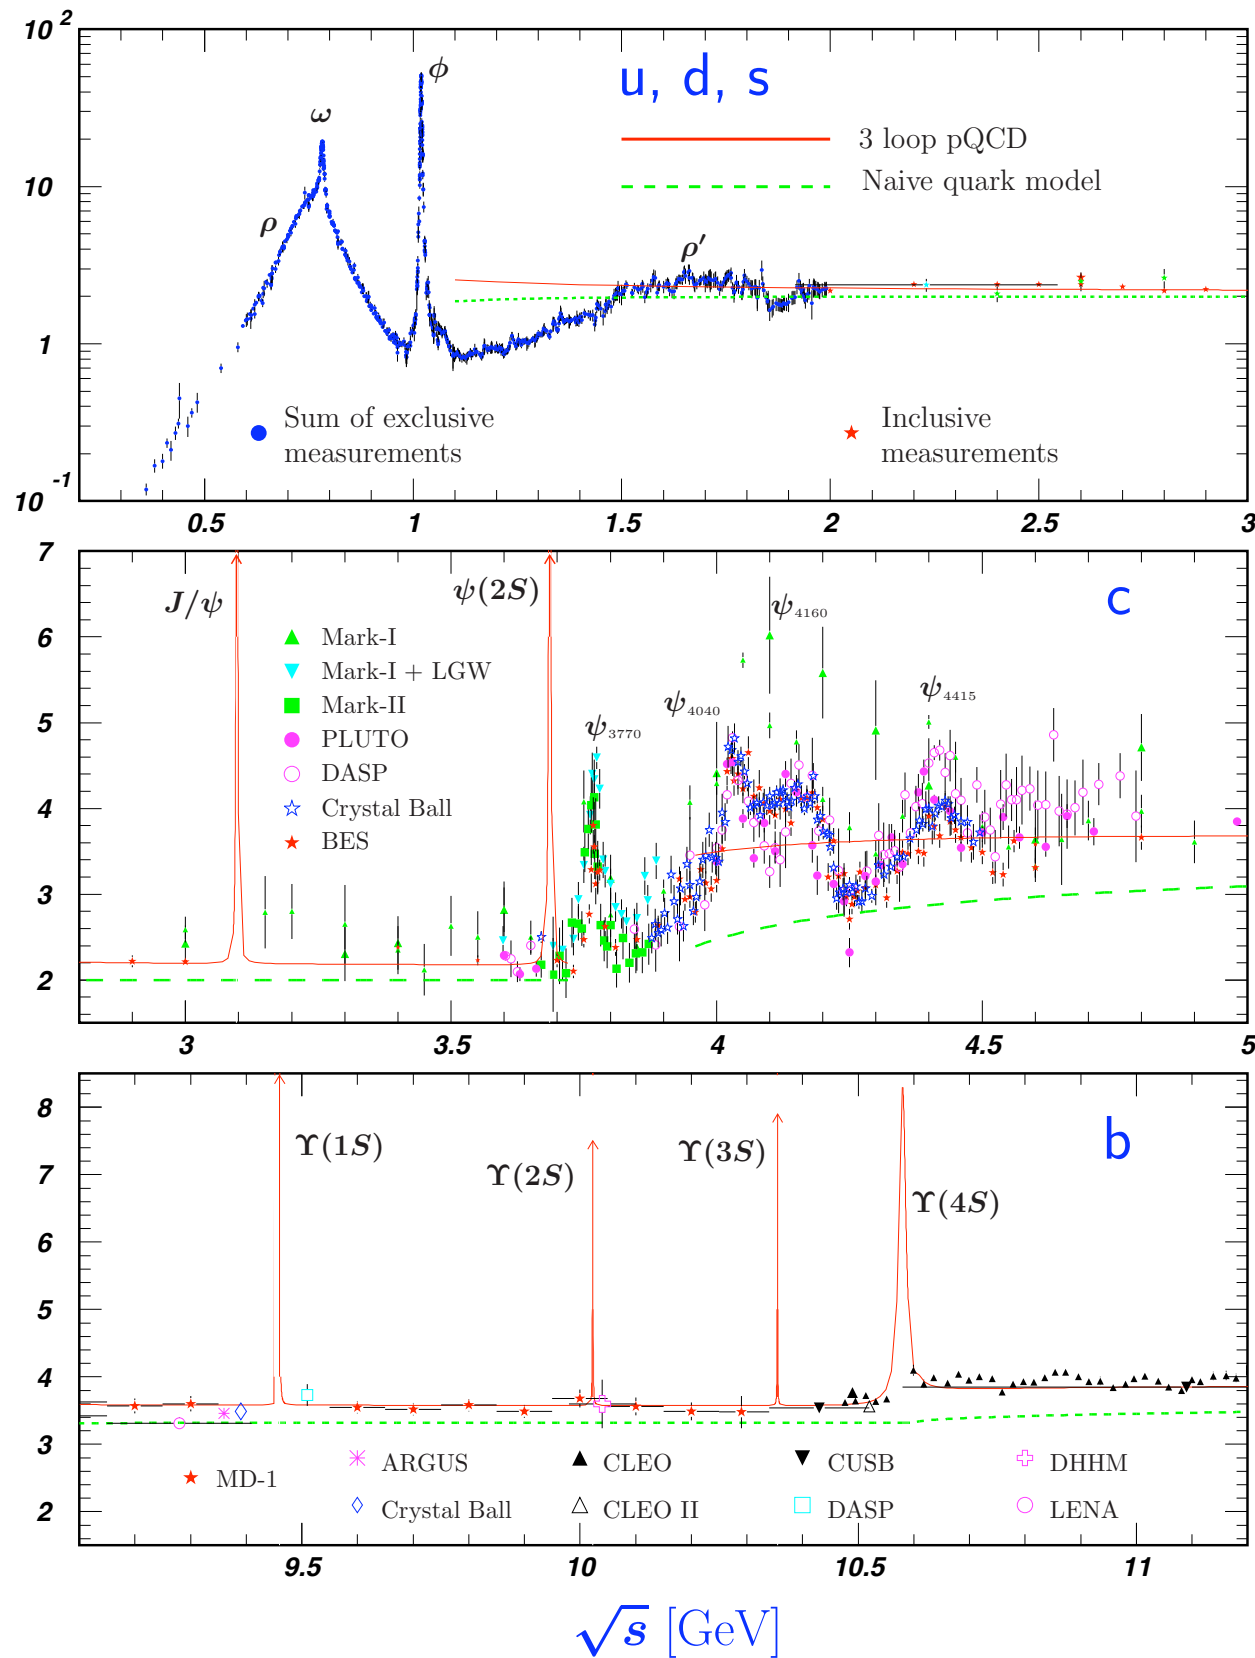 10 2
ϕ
u, d, s
ω
3 loop pQCD
Naive quark model
10
ρ
ρ′
1
Sum of exclusive
measurements
Inclusive
measurements
10 -1
0.5
1
1.5
2
2.5
3
7
J/ψ
ψ(2S)
c
ψ4160
6
Mark-I
Mark-I + LGW
Mark-II
PLUTO
DASP
Crystal Ball
BES
ψ3770
ψ4040
ψ4415
5
4
3
2
3
3.5
4
4.5
5
8
b
ϒ(1S)
ϒ(2S)
ϒ(3S)
ϒ(4S)
7
6
5
4
3
2
MD-1
ARGUS
CLEO
CUSB
DHHM
Crystal Ball
CLEO II
DASP
LENA
9.5
10
10.5
11
√s [GeV]